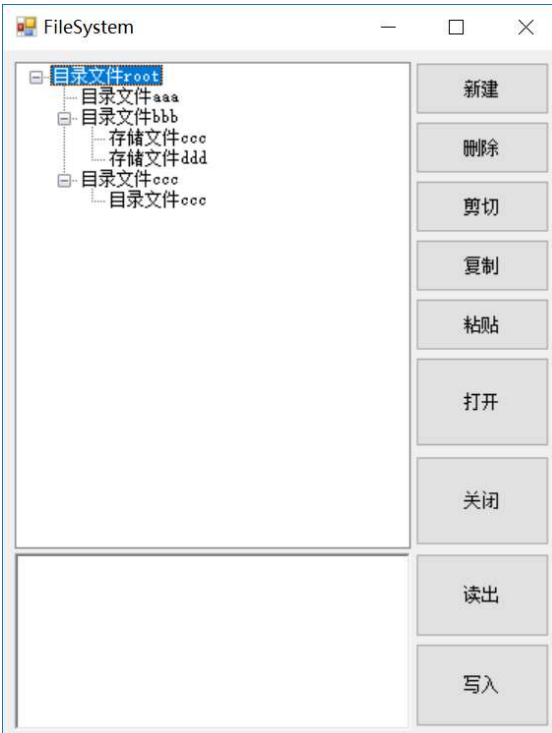 FileSystem
目录文件root
目录文件aaa
目录文件bbb
存储文件ccc
存储文件ddd
目录文件ccc
目录文件ccc
新建
删除
剪切
复制
粘贴
打开
关闭
读出
写入